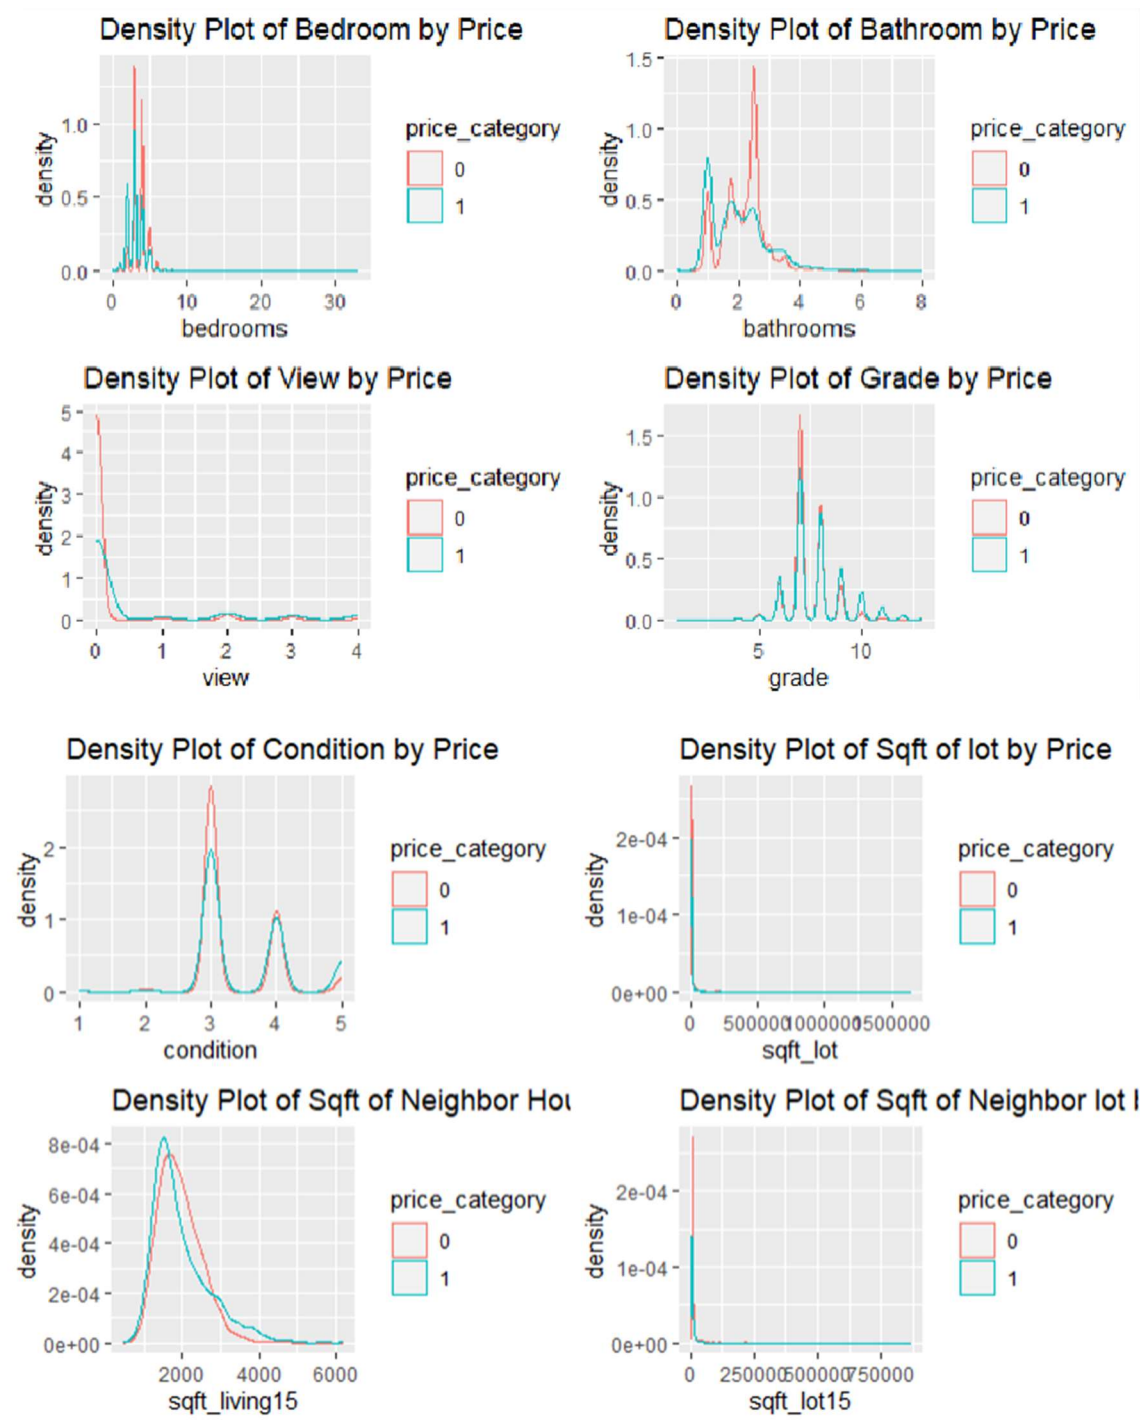 Density Plot of Bedroom by Price
density
1.0
0.5
0.0
0 10 20 30
bedrooms
price_category
0
1
Density Plot of Bathroom by Price
density
1.5
1.0
0.5
0.0
0 2 4 6 8
bathrooms
price_category
0
1
Density Plot of View by Price
density
5
4
3
2
1
0
0 1 2 3 4
view
price_category
0
1
Density Plot of Grade by Price
density
1.5
1.0
0.5
0.0
5 10
grade
price_category
0
1
Density Plot of Condition by Price
density
2
1
0
1 2 3 4 5
condition
price_category
0
1
Density Plot of Sqft of lot by Price
density
2e-04
1e-04
0e+00
0 500000 1000000 1500000
sqft_lot
price_category
0
1
Density Plot of Sqft of Neighbor Hou
density
8e-04
6e-04
4e-04
2e-04
0e+00
2000 4000 6000
sqft_living15
price_category
0
1
Density Plot of Sqft of Neighbor lot
density
2e-04
1e-04
0e+00
0 250000 500000 750000
sqft_lot15
price_category
0
1